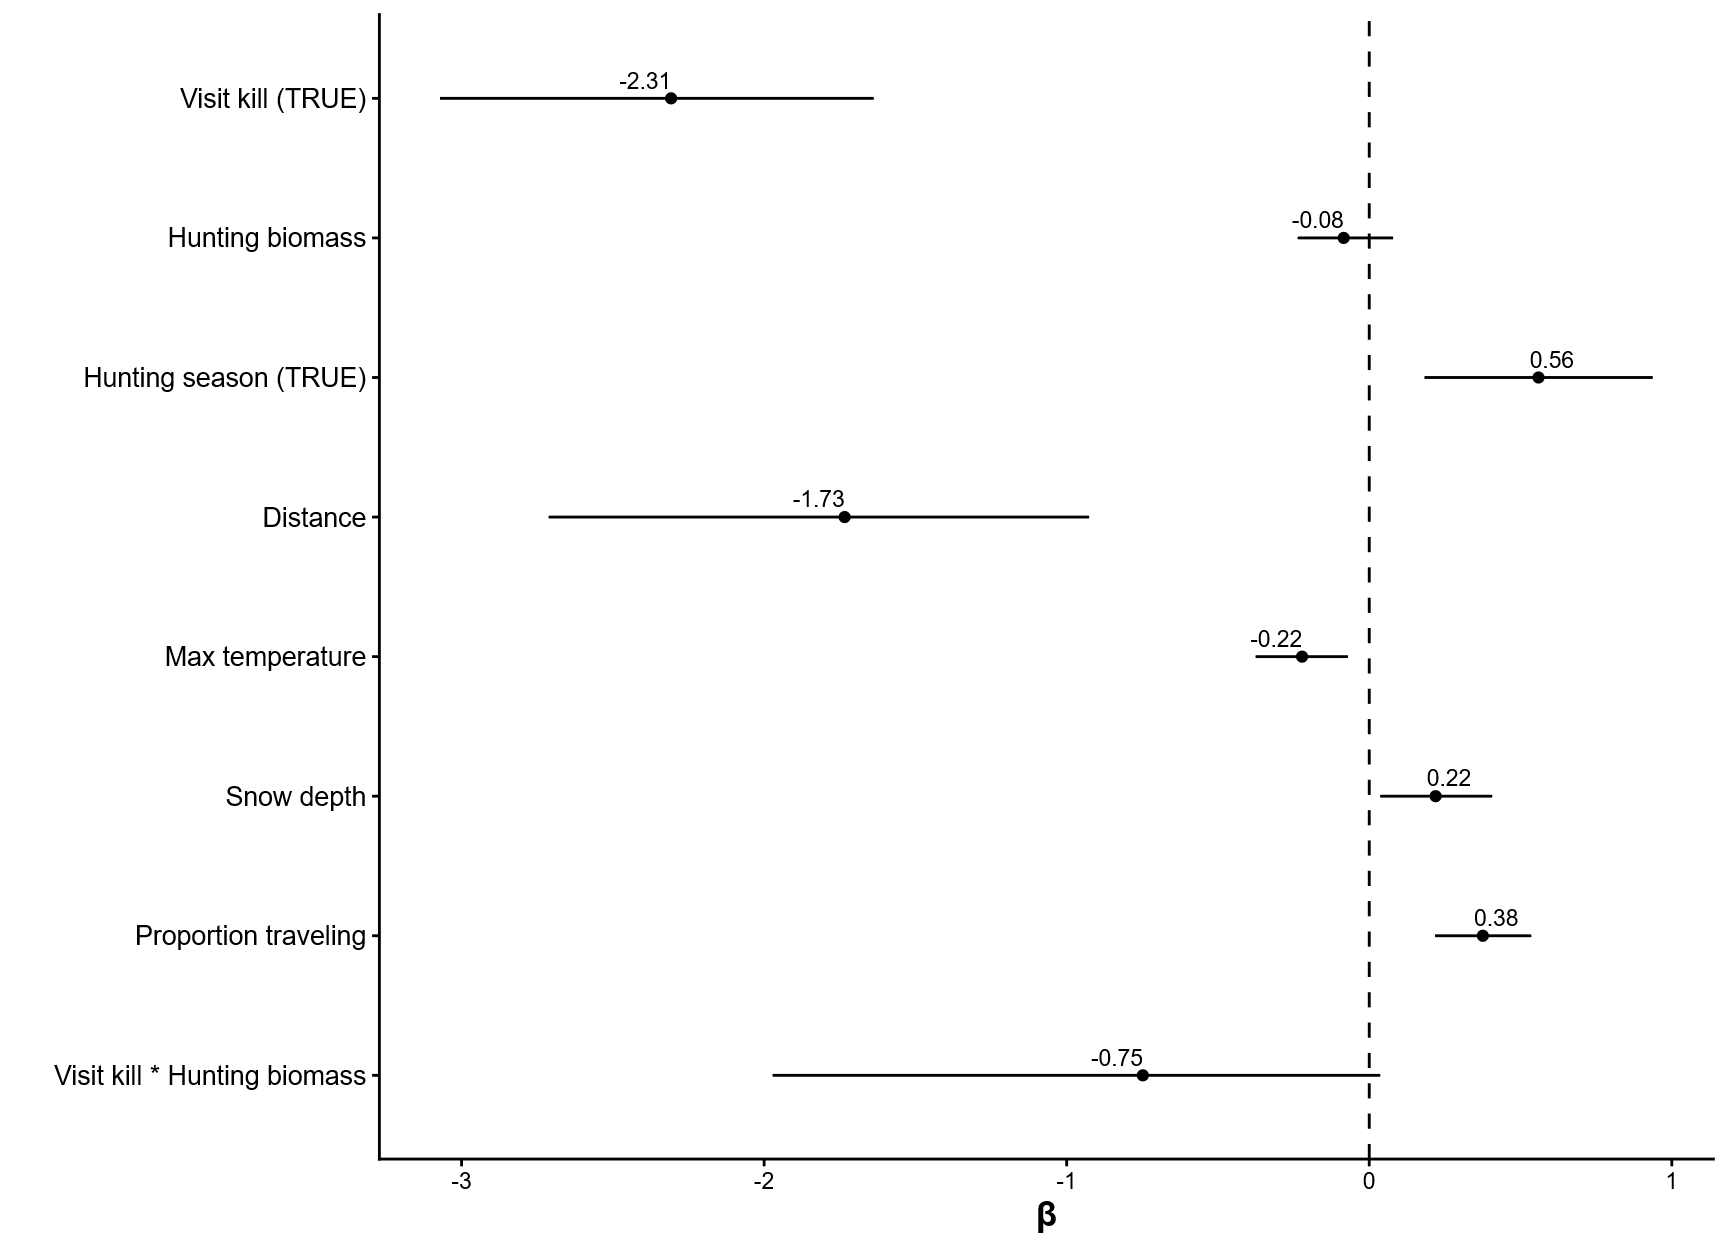 Visit kill (TRUE)
-2.31
Hunting biomass
-0.08
Hunting season (TRUE)
0.56
Distance
-1.73
Max temperature
-0.22
Snow depth
0.22
Proportion traveling
0.38
Visit kill * Hunting biomass
-0.75
-3 -2 -1 0 1
β